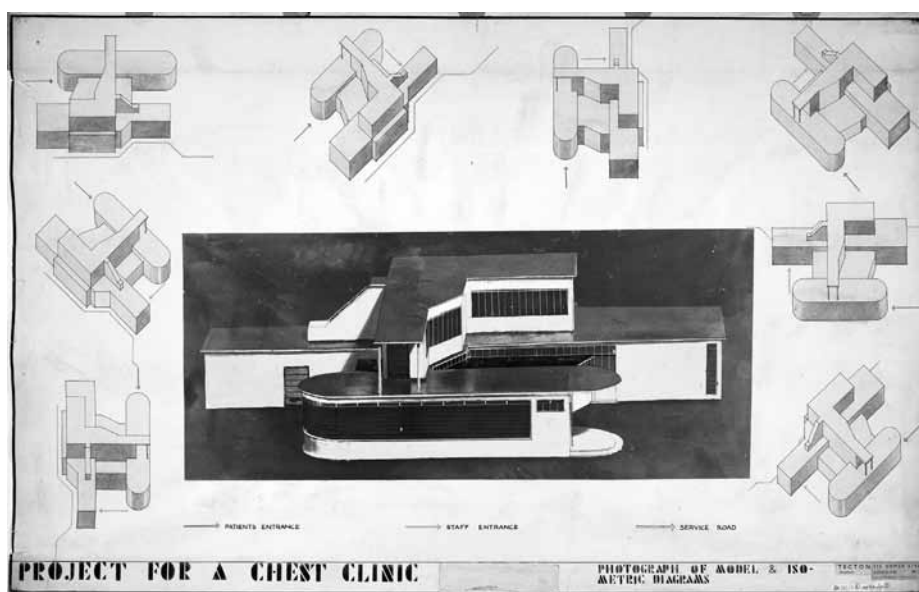 PATIENTS ENTRANCE
STAFF ENTRANCE
SERVICE ROAD
PROJECT FOR A CHEST CLINIC
PHOTOGRAPH OF MODEL & ISO-
METRIC DIAGRAMS
TECTON